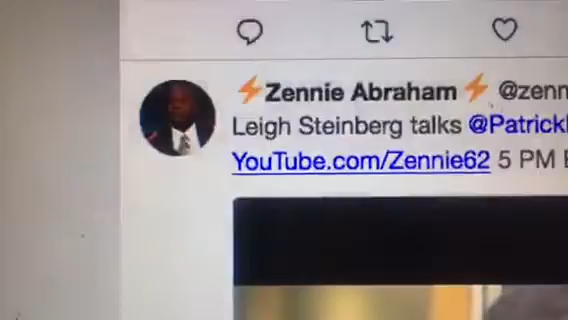 ⚡Zennie Abraham⚡ @zenn
Leigh Steinberg talks @Patrick
YouTube.com/Zennie62 5 PM E